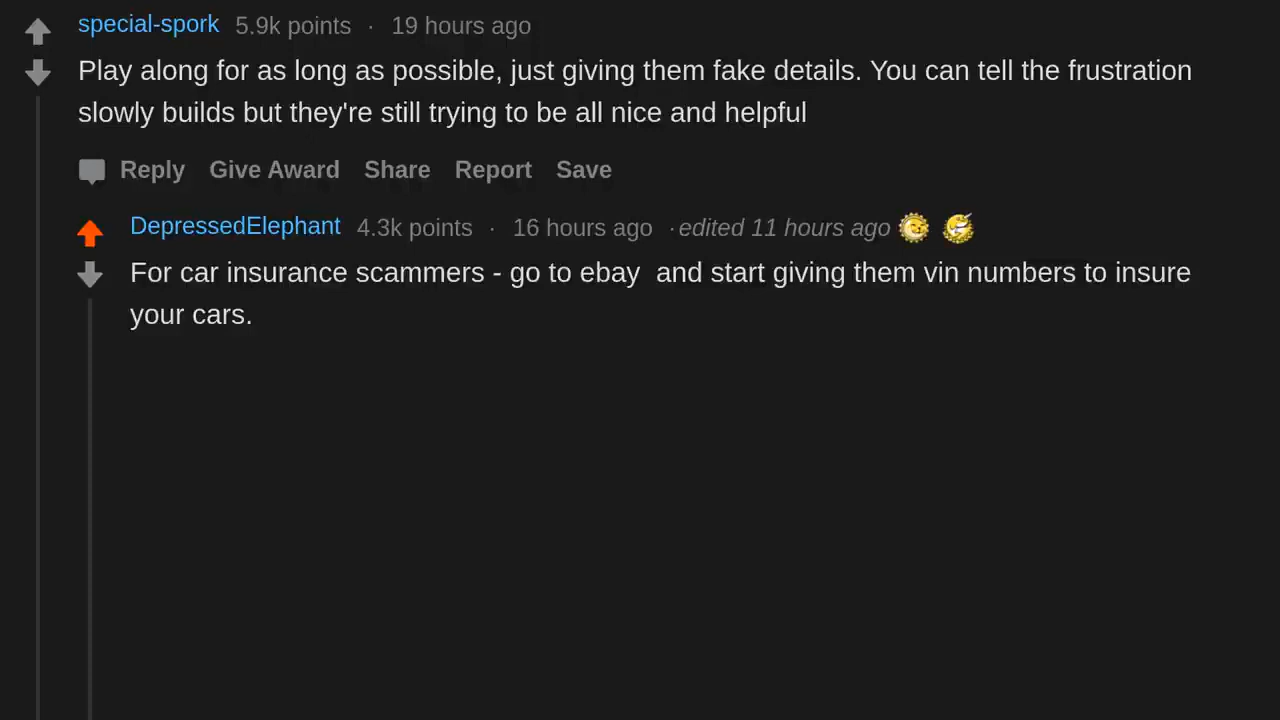 special-spork 5.9k points · 19 hours ago
Play along for as long as possible, just giving them fake details. You can tell the frustration
slowly builds but they're still trying to be all nice and helpful
Reply Give Award Share Report Save
DepressedElephant 4.3k points · 16 hours ago ·edited 11 hours ago
For car insurance scammers - go to ebay  and start giving them vin numbers to insure
your cars.